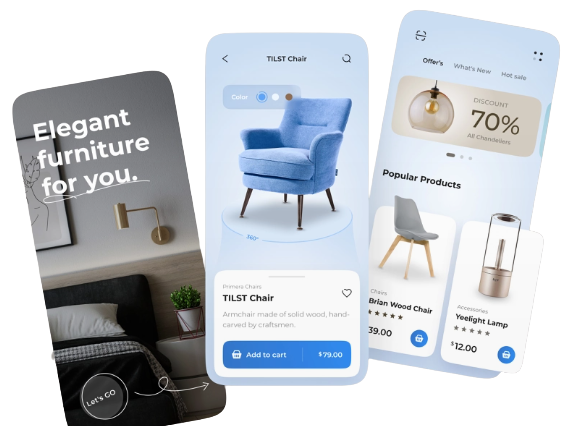 Elegant
furniture
for you.
Let's GO
TILST Chair
Color
360°
Primera Chairs
TILST Chair
Armchair made of solid wood, hand-
carved by craftsmen.
Add to cart
$79.00
Offer's
What's New
Hot sale
DISCOUNT
70%
All Chandeliers
Popular Products
Chairs
Brian Wood Chair
39.00
Accessories
Yeelight Lamp
$12.00